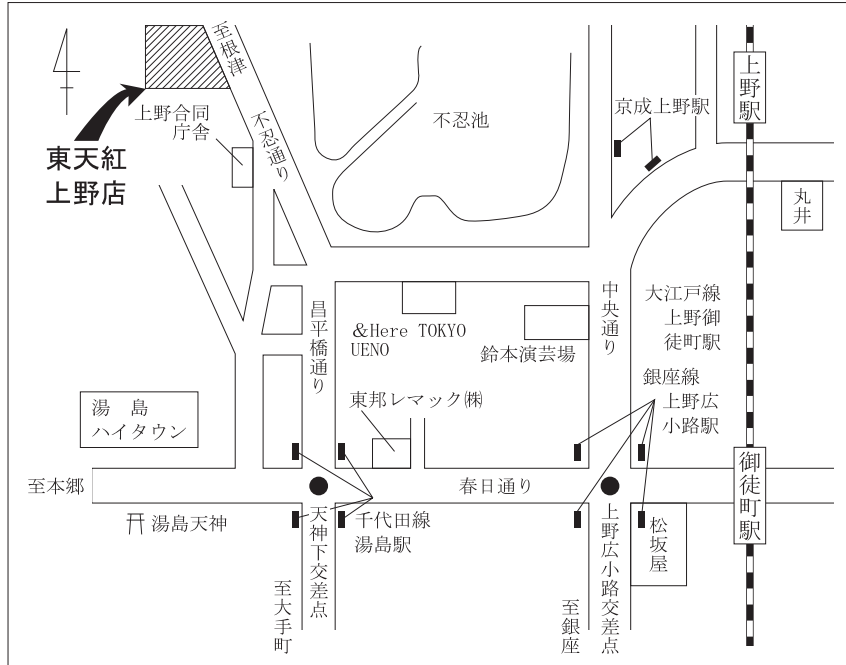 至根津
不忍通り
上野合同
庁舎
東天紅
上野店
不忍池
京成上野駅
上野駅
丸井
昌平橋通り
&Here TOKYO
UENO
鈴本演芸場
中央通り
大江戸線
上野御
徒町駅
銀座線
上野広
小路駅
東邦レマック㈱
湯 島
ハイタウン
至本郷
春日通り
御徒町駅
湯島天神
天神下交差点
千代田線
湯島駅
上野広小路交差点
松坂屋
至大手町
至銀座